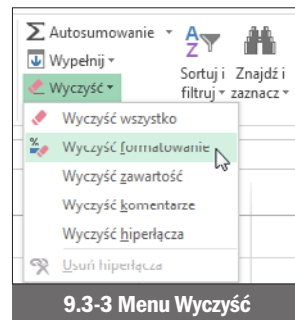 Autosumowanie
Wypełnij
Wyczyść
Sortuj i
filtruj
Znajdź i
zaznacz
Wyczyść wszystko
Wyczyść formatowanie
Wyczyść zawartość
Wyczyść komentarze
Wyczyść hiperłącza
Usuń hiperłącza
9.3-3 Menu Wyczyść